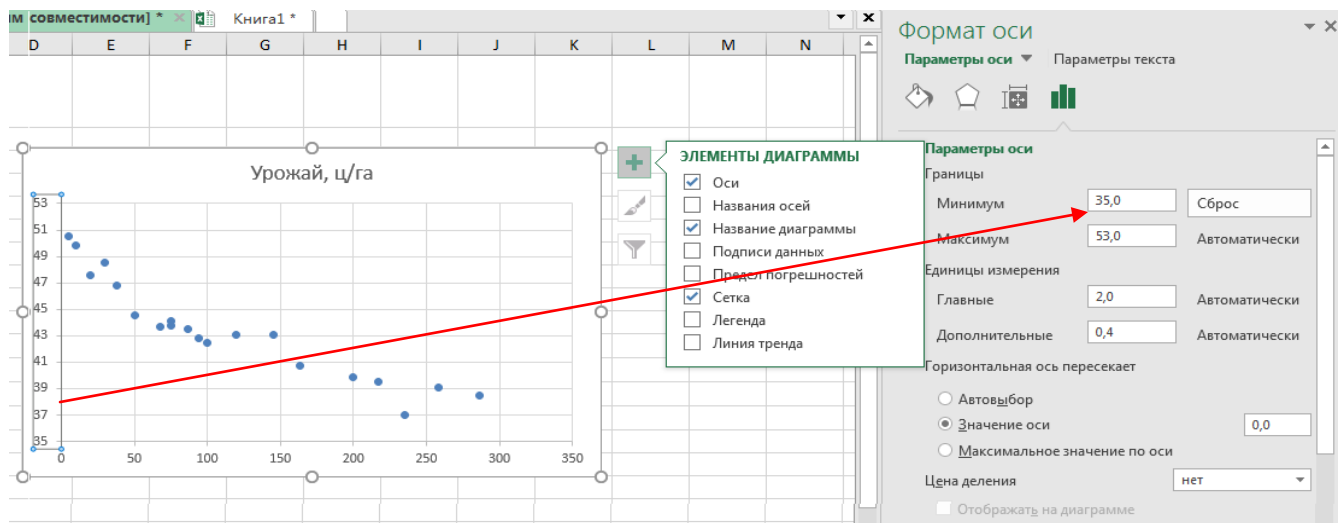 им совместимости] *
Книга1 *
D E F G H I J K L M N
Урожай, ц/га
53
51
49
47
45
43
41
39
37
35
0 50 100 150 200 250 300 350
ЭЛЕМЕНТЫ ДИАГРАММЫ
Оси
Названия осей
Название диаграммы
Подписи данных
Предел погрешностей
Сетка
Легенда
Линия тренда
Формат оси
Параметры оси Параметры текста
Параметры оси
Границы
Минимум 35,0 Сброс
Максимум 53,0 Автоматически
Единицы измерения
Главные 2,0 Автоматически
Дополнительные 0,4 Автоматически
Горизонтальная ось пересекает
Автовыбор
Значение оси 0,0
Максимальное значение по оси
Цена деления нет
Отображать на диаграмме